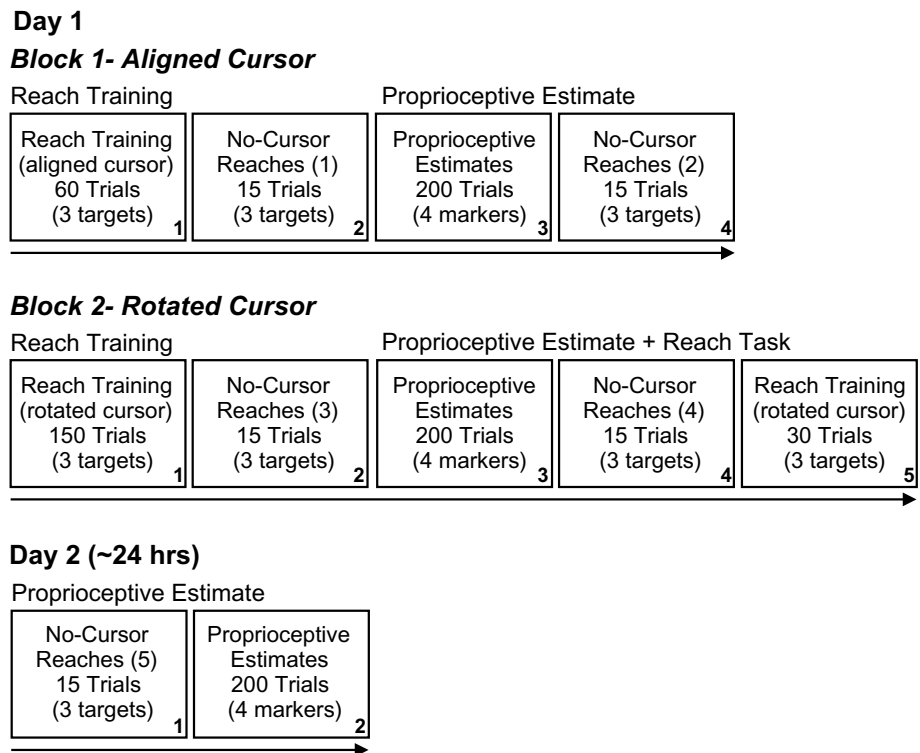 Day 1
Block 1- Aligned Cursor
Reach Training
Proprioceptive Estimate
Reach Training
(aligned cursor)
60 Trials
(3 targets)
1
No-Cursor
Reaches (1)
15 Trials
(3 targets)
2
Proprioceptive
Estimates
200 Trials
(4 markers)
3
No-Cursor
Reaches (2)
15 Trials
(3 targets)
4
Block 2- Rotated Cursor
Reach Training
Proprioceptive Estimate + Reach Task
Reach Training
(rotated cursor)
150 Trials
(3 targets)
1
No-Cursor
Reaches (3)
15 Trials
(3 targets)
2
Proprioceptive
Estimates
200 Trials
(4 markers)
3
No-Cursor
Reaches (4)
15 Trials
(3 targets)
4
Reach Training
(rotated cursor)
30 Trials
(3 targets)
5
Day 2 (~24 hrs)
Proprioceptive Estimate
No-Cursor
Reaches (5)
15 Trials
(3 targets)
1
Proprioceptive
Estimates
200 Trials
(4 markers)
2